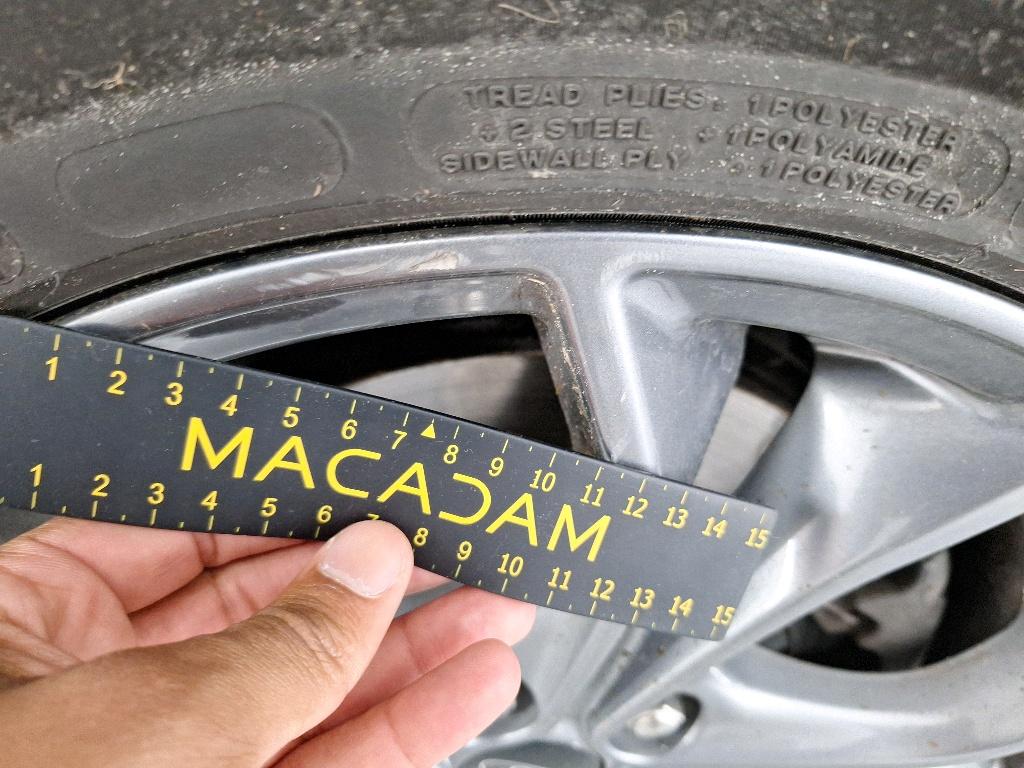 TREAD PLIES: 1 POLYESTER
+ 2 STEEL + 1 POLYAMIDE
SIDEWALL PLY : 1 POLYESTER
1 2 3 4 5 6 7 8 9 10 11 12 13 14 15
MACADAM
1 2 3 4 5 6 7 8 9 10 11 12 13 14 15